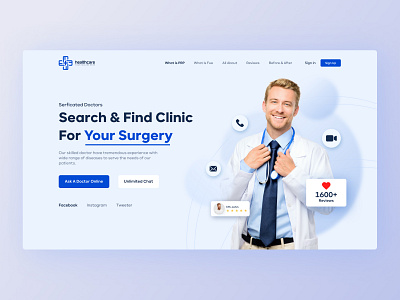 healthcare
What is PRP
What is Fue
All About
Reviews
Before & After
Sign In
Sign Up
Serficated Doctors
Search & Find Clinic
For Your Surgery
Our skilled doctor have tremendous experience with
wide range of diseases to serve the needs of our
patients.
Ask A Doctor Online
Unlimited Chat
Facebook
Instagram
Tweeter
1600+
Reviews